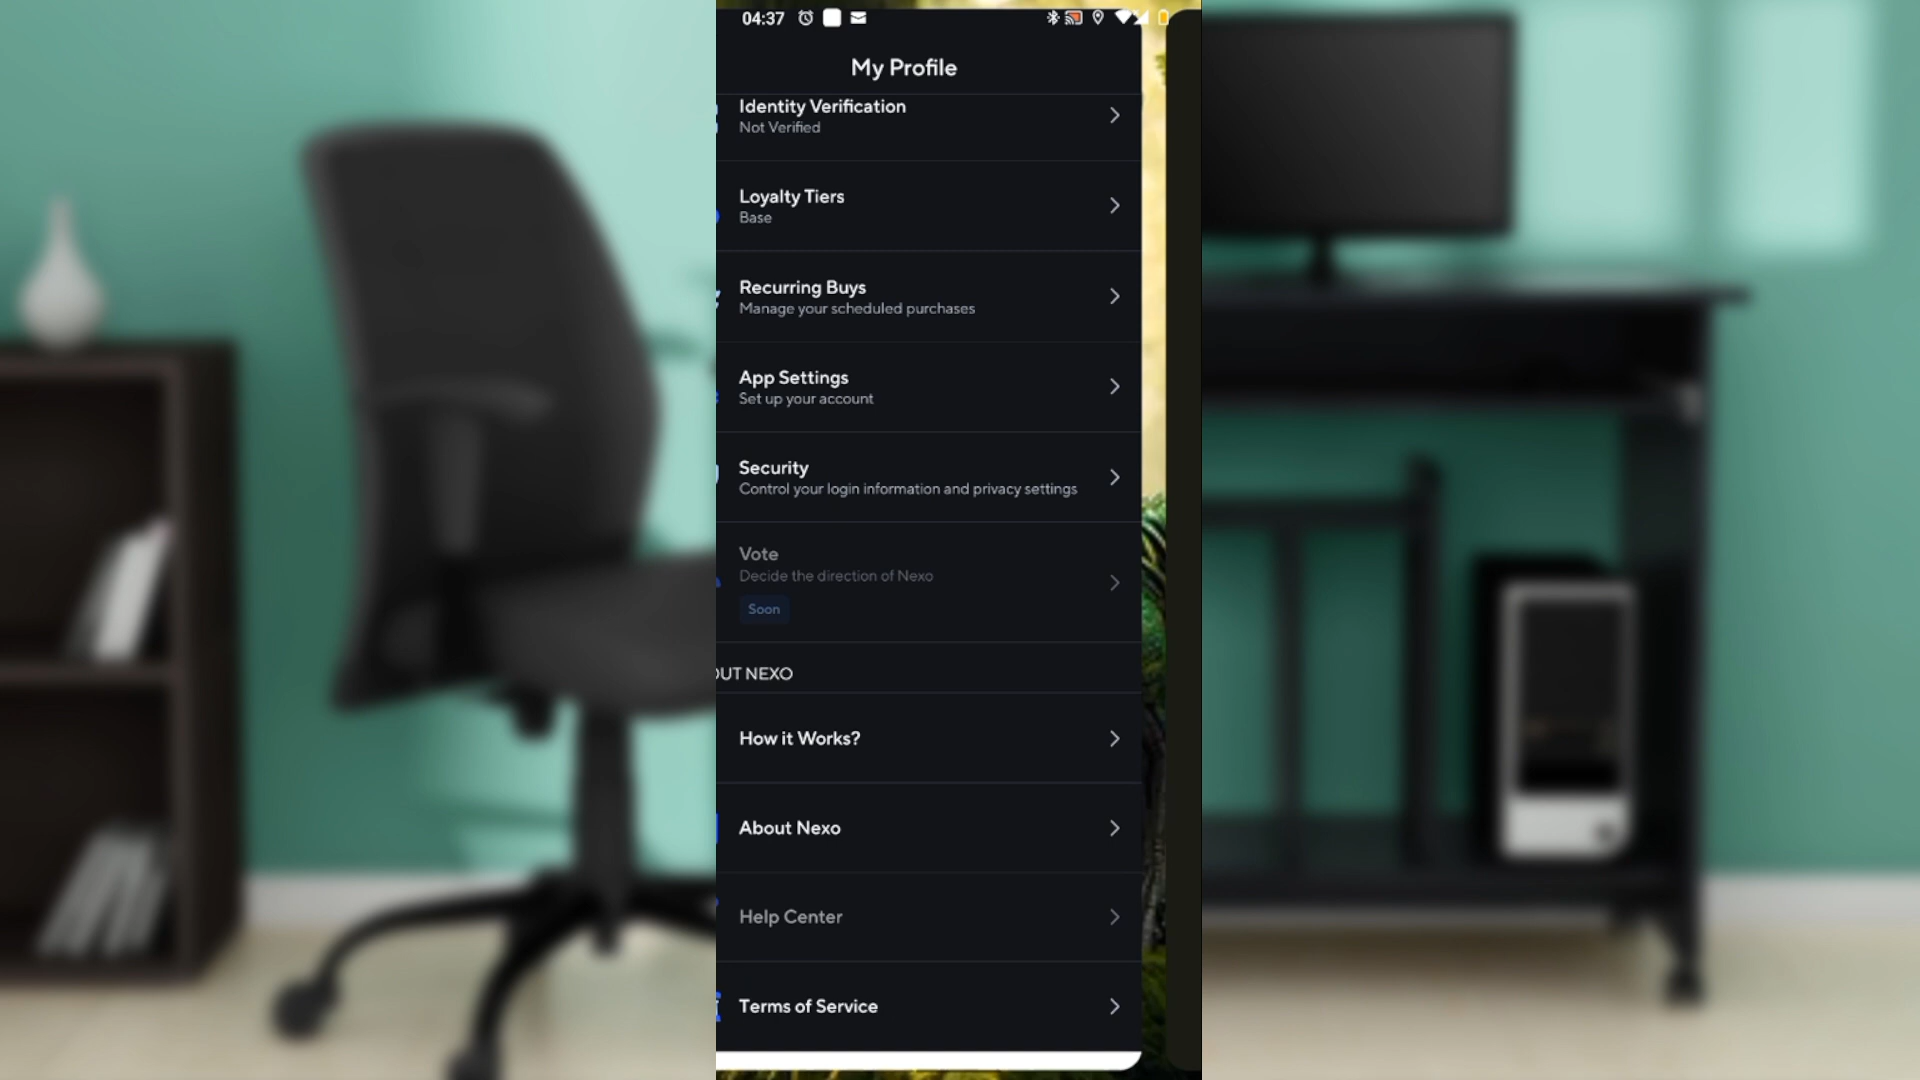 04:37
My Profile
Identity Verification
Not Verified
Loyalty Tiers
Base
Recurring Buys
Manage your scheduled purchases
App Settings
Set up your account
Security
Control your login information and privacy settings
Vote
Decide the direction of Nexo
Soon
OUT NEXO
How it Works?
About Nexo
Help Center
Terms of Service